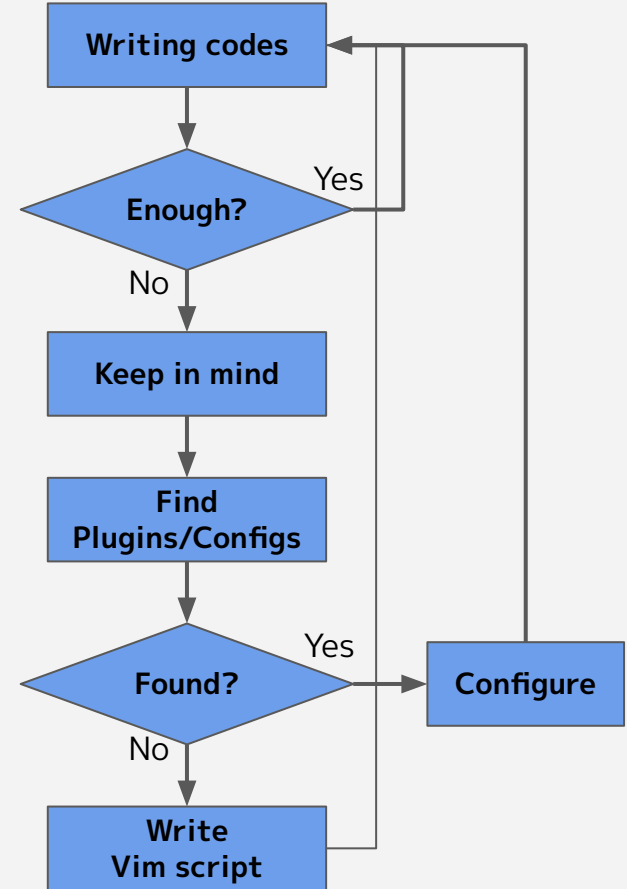 Writing codes
Yes
Enough?
No
Keep in mind
Find
Plugins/Configs
Yes
Found?
Configure
No
Write
Vim script